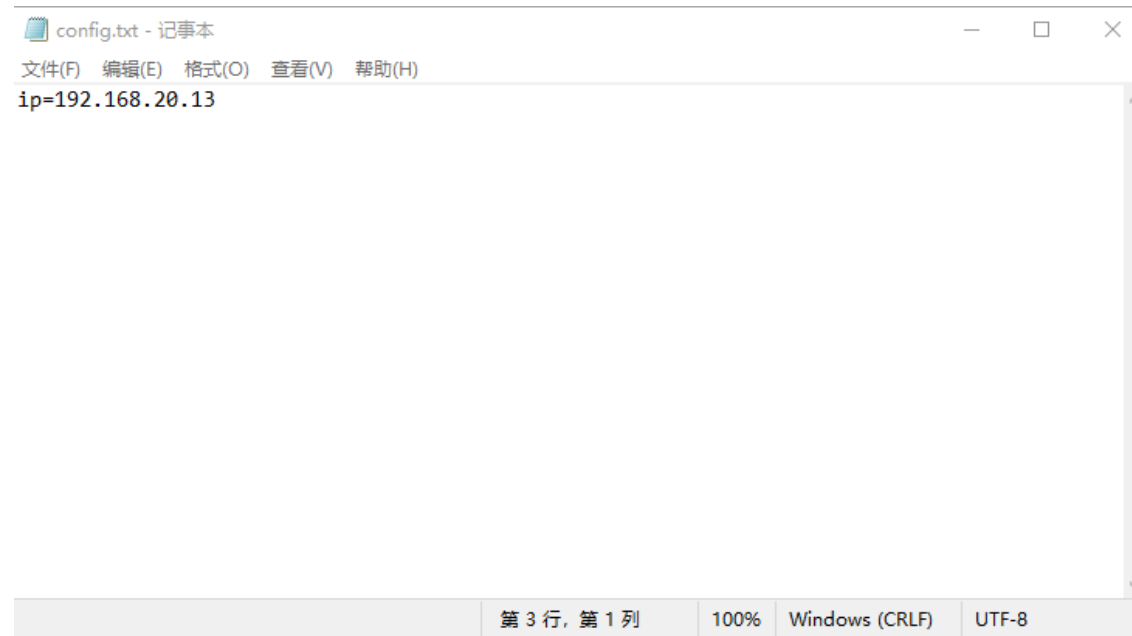 config.txt - 记事本
文件(F) 编辑(E) 格式(O) 查看(V) 帮助(H)
ip=192.168.20.13
第 3 行, 第 1 列 100% Windows (CRLF) UTF-8